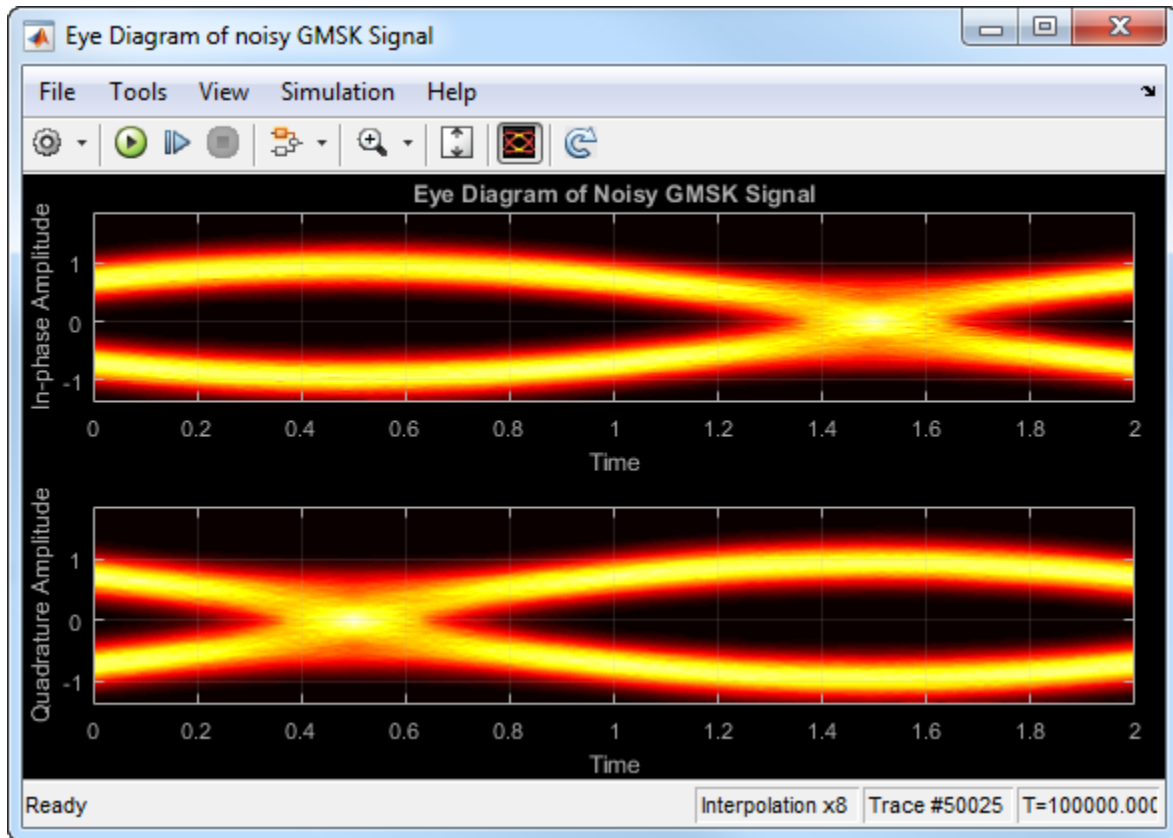 Eye Diagram of noisy GMSK Signal
File Tools View Simulation Help
Eye Diagram of Noisy GMSK Signal
In-phase Amplitude
1
0
-1
0 0.2 0.4 0.6 0.8 1 1.2 1.4 1.6 1.8 2
Time
Quadrature Amplitude
1
0
-1
0 0.2 0.4 0.6 0.8 1 1.2 1.4 1.6 1.8 2
Time
Ready Interpolation x8 Trace #50025 T=100000.000